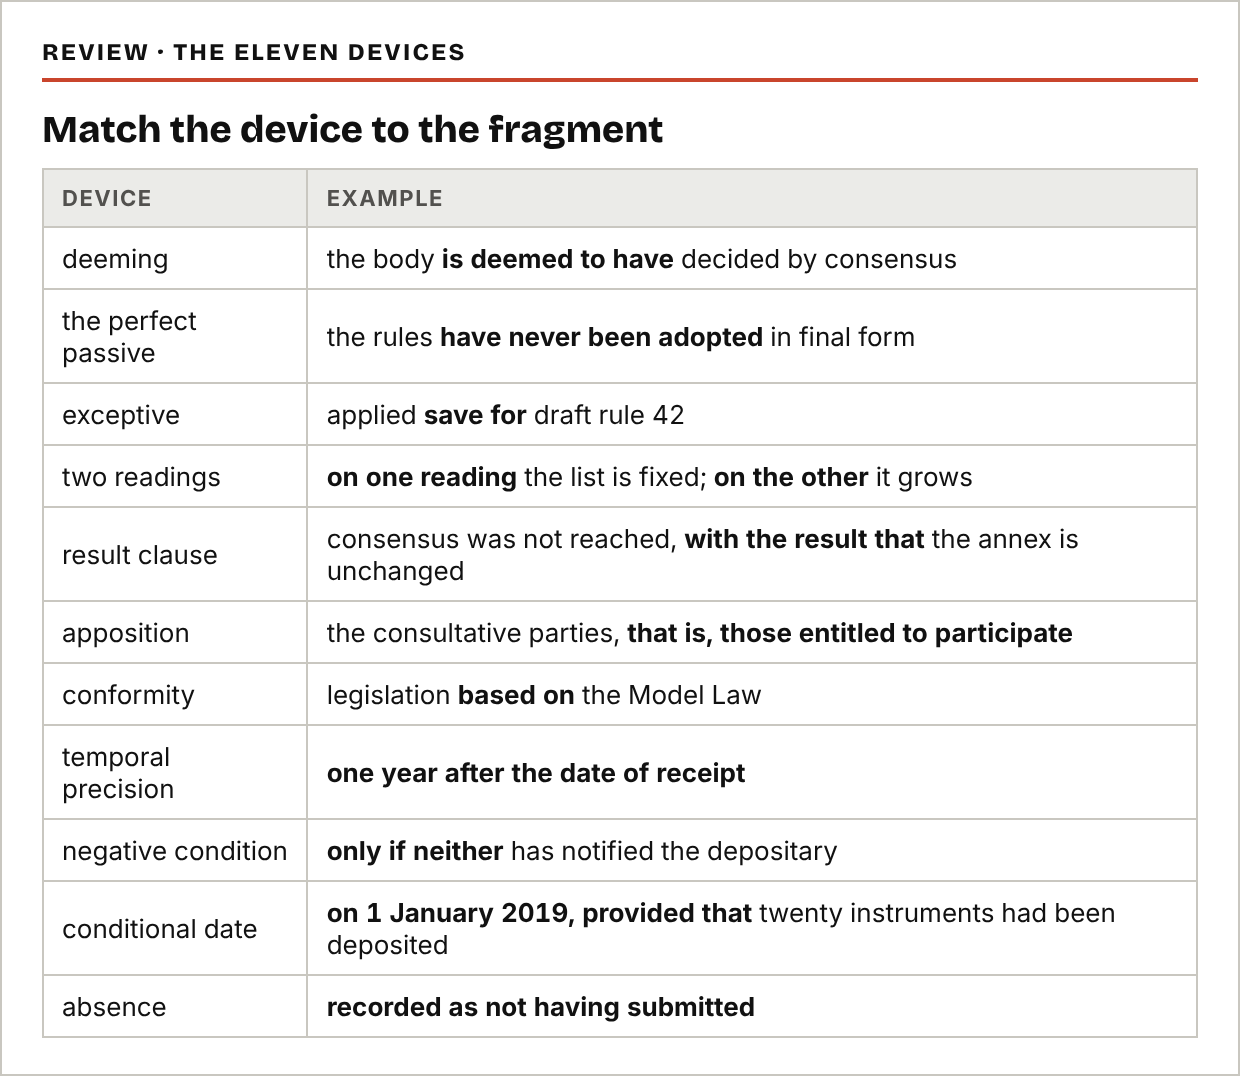 REVIEW · THE ELEVEN DEVICES
Match the device to the fragment
DEVICE EXAMPLE
deeming the body is deemed to have decided by consensus
the perfect
passive
the rules have never been adopted in final form
exceptive applied save for draft rule 42
two readings on one reading the list is fixed; on the other it grows
result clause
consensus was not reached, with the result that the annex is
unchanged
apposition the consultative parties, that is, those entitled to participate
conformity legislation based on the Model Law
temporal
precision
one year after the date of receipt
negative condition only if neither has notified the depositary
conditional date
on 1 January 2019, provided that twenty instruments had been
deposited
absence recorded as not having submitted